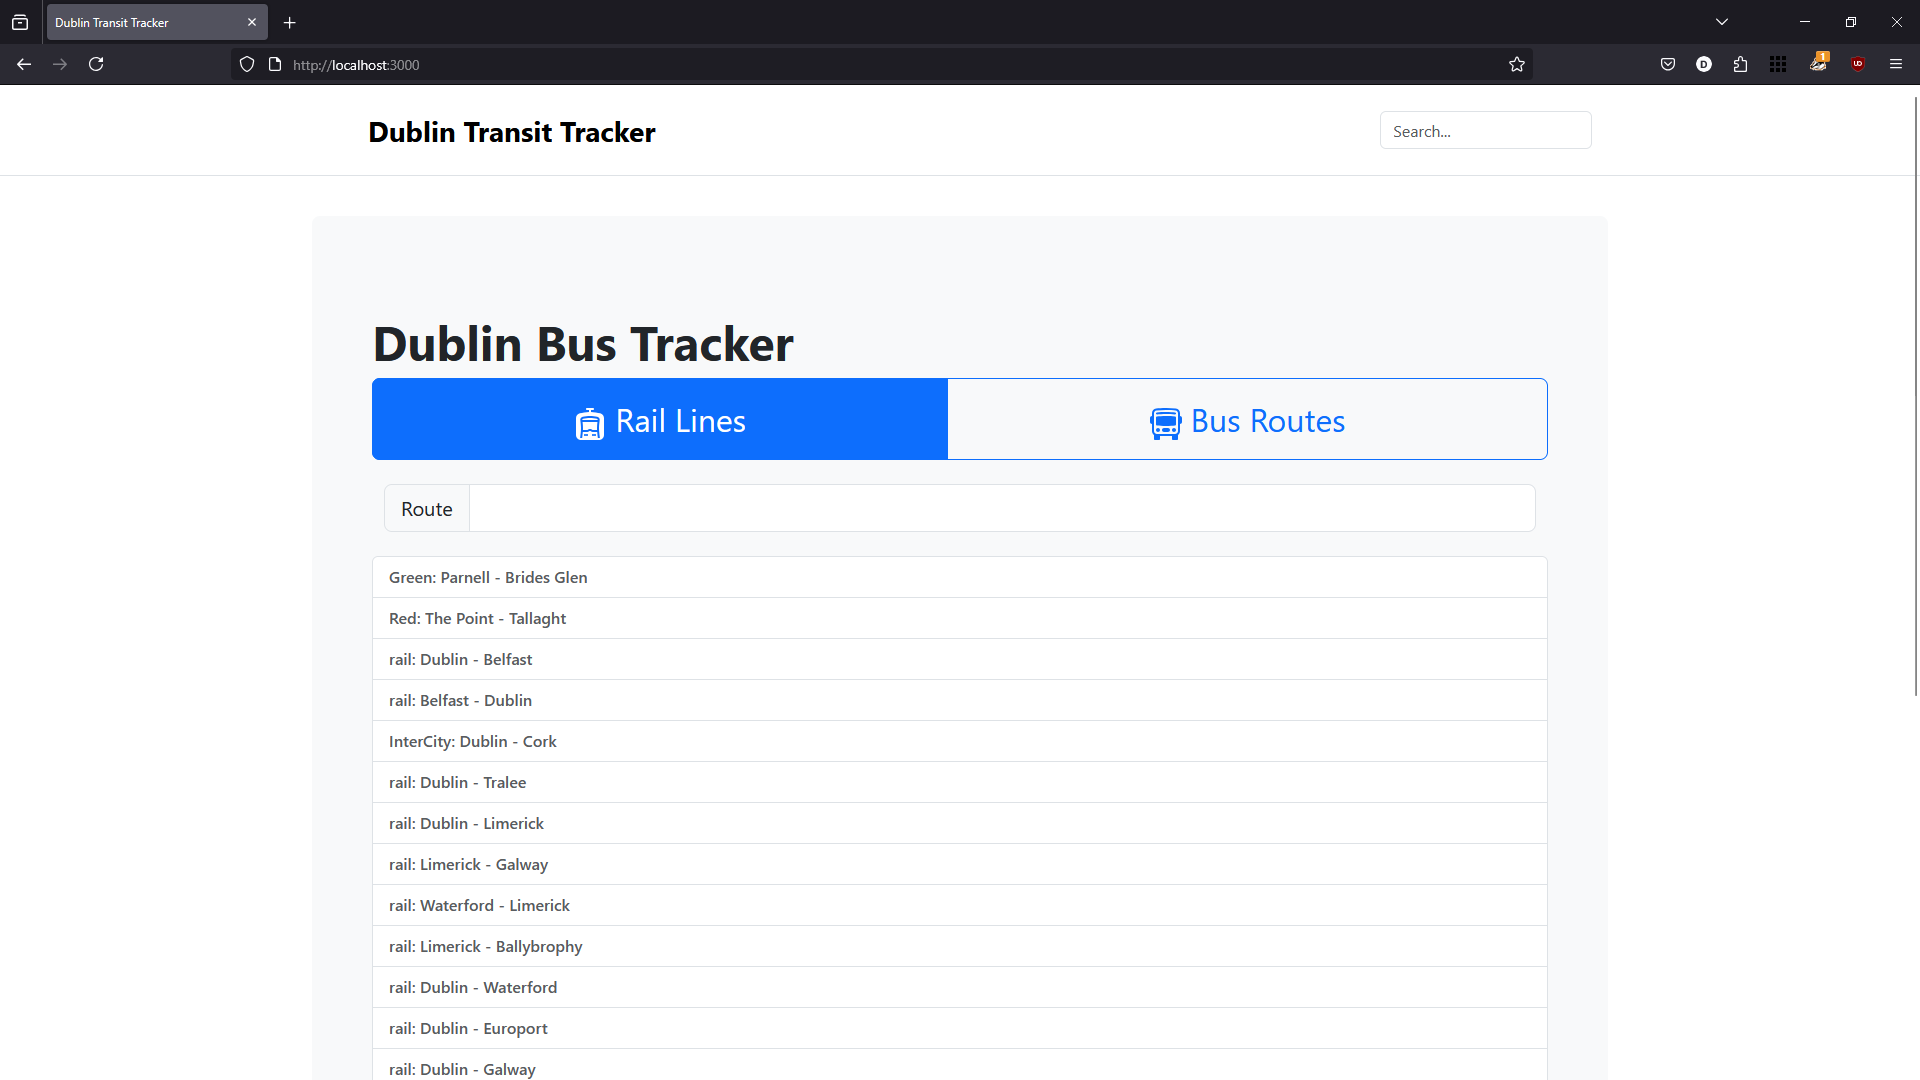 Dublin Transit Tracker
http://localhost:3000
D
1
Dublin Transit Tracker
Search...
Dublin Bus Tracker
Rail Lines
Bus Routes
Route
Green: Parnell - Brides Glen
Red: The Point - Tallaght
rail: Dublin - Belfast
rail: Belfast - Dublin
InterCity: Dublin - Cork
rail: Dublin - Tralee
rail: Dublin - Limerick
rail: Limerick - Galway
rail: Waterford - Limerick
rail: Limerick - Ballybrophy
rail: Dublin - Waterford
rail: Dublin - Europort
rail: Dublin - Galway